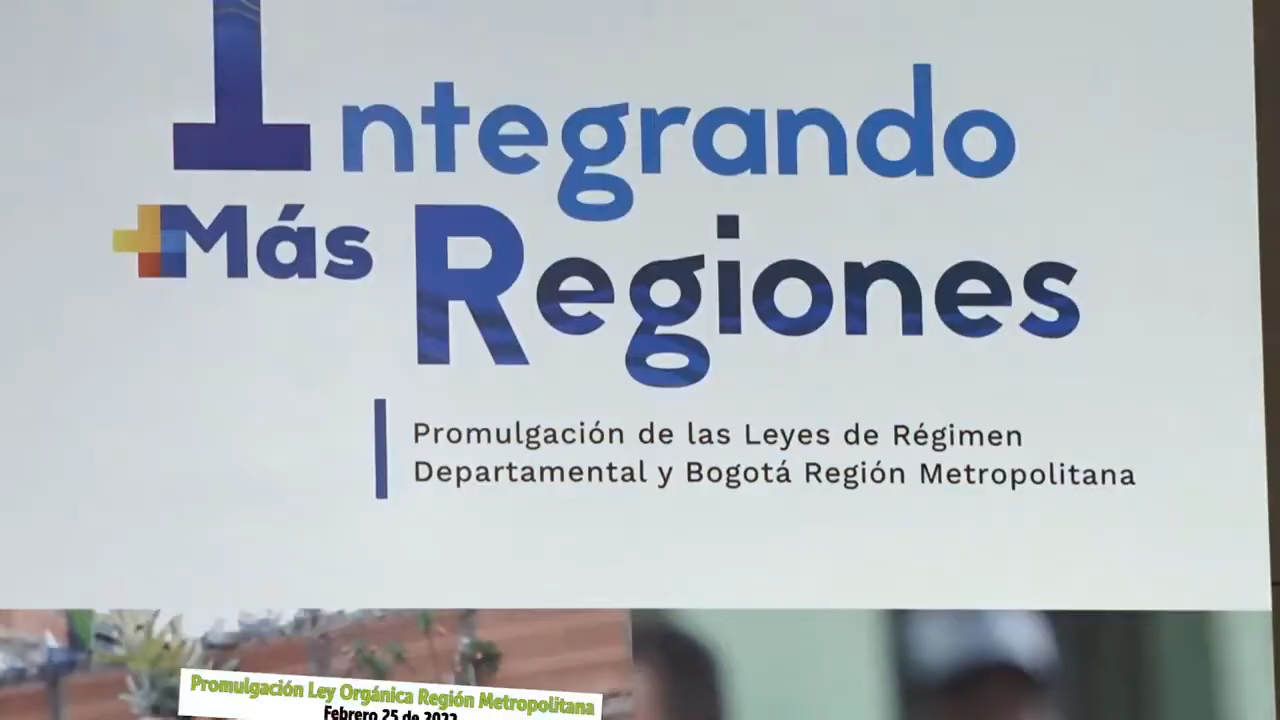 Integrando
+Más Regiones
Promulgación de las Leyes de Régimen
Departamental y Bogotá Región Metropolitana
Promulgación Ley Orgánica Región Metropolitana
Febrero 25 de 2022